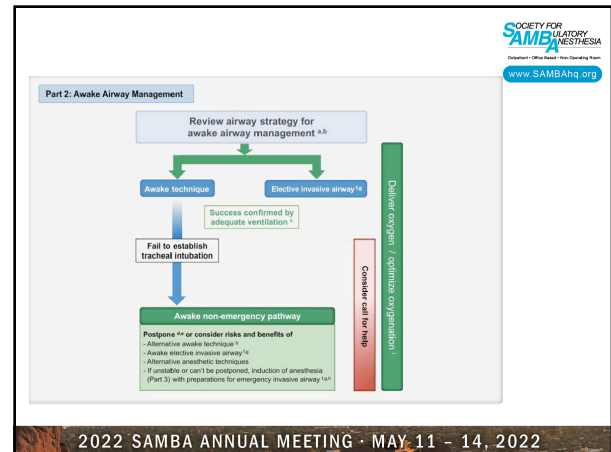 SOCIETY FOR
AMBULATORY
ANESTHESIA
Outpatient • Office Based • Non-Operating Room
www.SAMBAhq.org
Part 2: Awake Airway Management
Review airway strategy for
awake airway management a,b
Awake technique
Elective invasive airway f,g
Success confirmed by
adequate ventilation c
Fail to establish
tracheal intubation
Awake non-emergency pathway
Postpone d,e or consider risks and benefits of
- Alternative awake technique b
- Awake elective invasive airway f,g
- Alternative anesthetic techniques
- If unstable or can't be postponed, induction of anesthesia
(Part 3) with preparations for emergency invasive airway f,g,h
Consider call for help
Deliver oxygen / optimize oxygenation i
2022 SAMBA ANNUAL MEETING · MAY 11 – 14, 2022